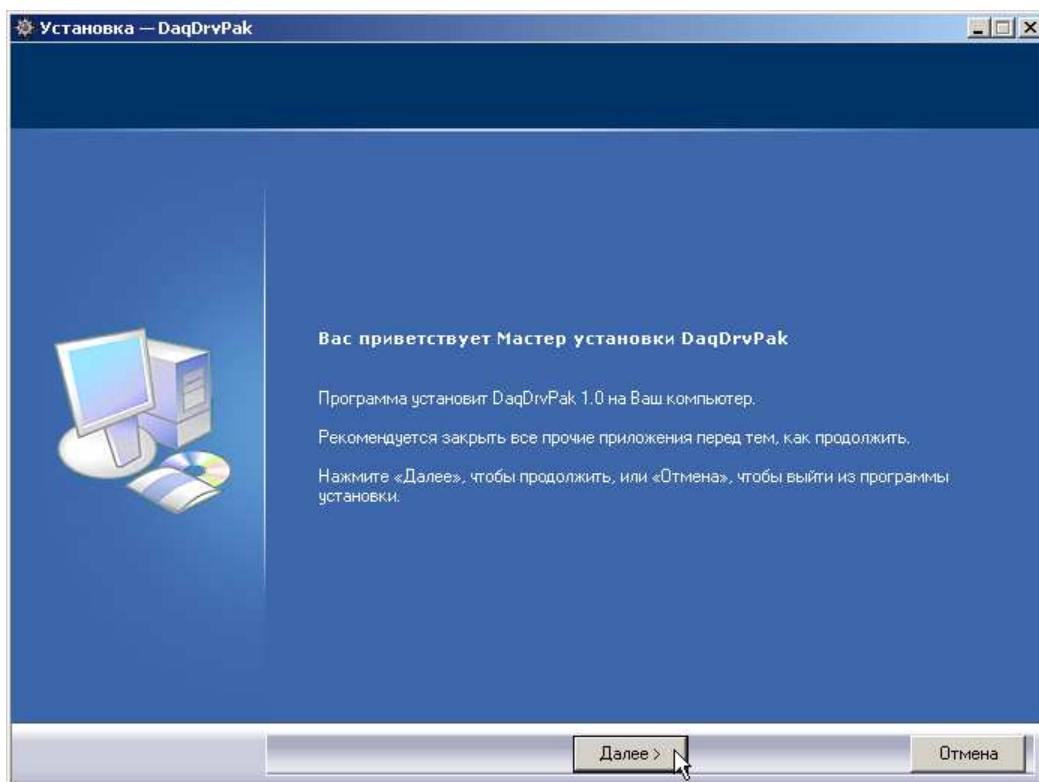 Установка — DaqDrvPak
Вас приветствует Мастер установки DaqDrvPak
Программа установит DaqDrvPak 1.0 на Ваш компьютер.
Рекомендуется закрыть все прочие приложения перед тем, как продолжить.
Нажмите «Далее», чтобы продолжить, или «Отмена», чтобы выйти из программы
установки.
Далее >
Отмена